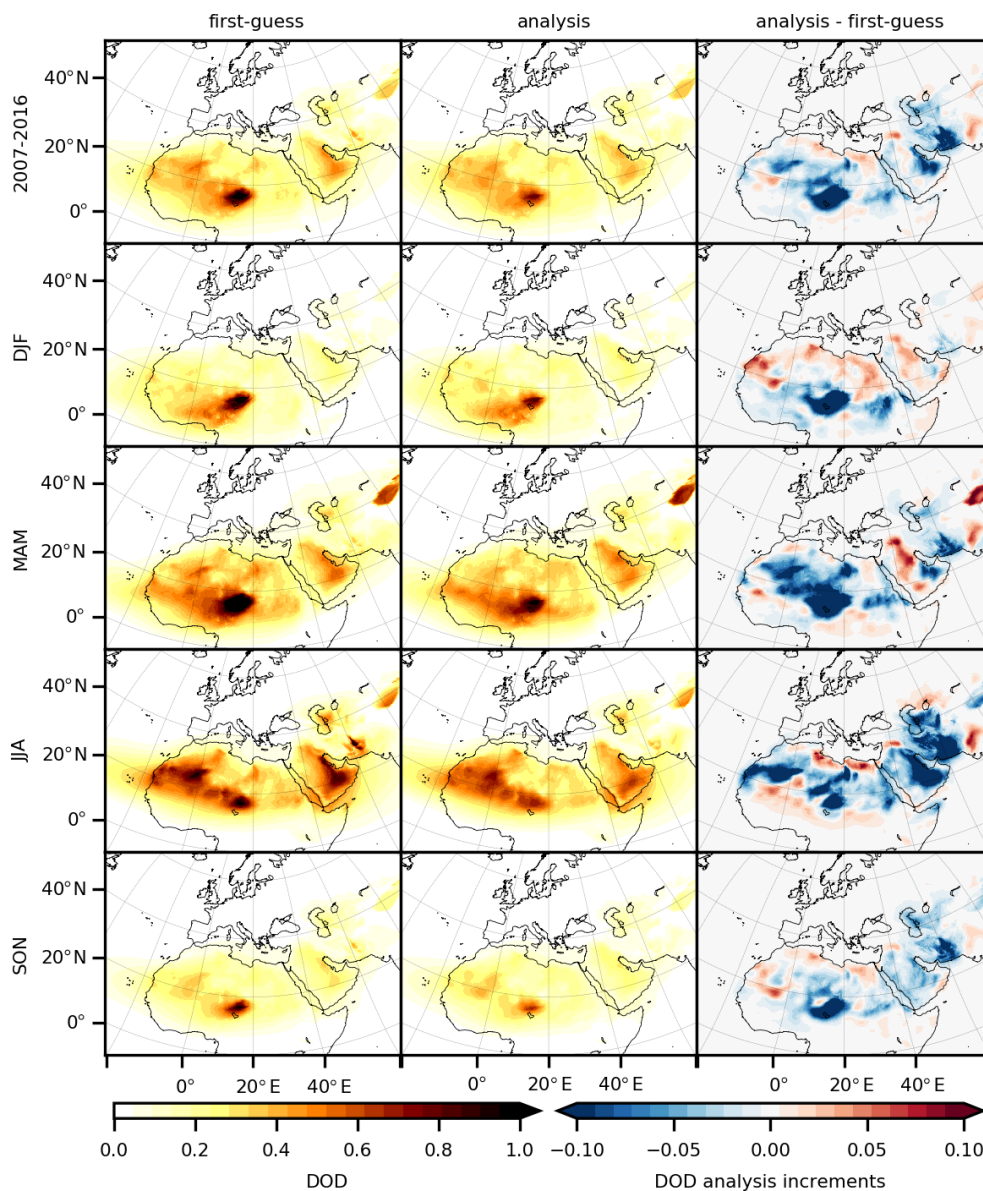 first-guess analysis analysis - first-guess
2007-2016
40°N
20°N
0°
DJF
40°N
20°N
0°
MAM
40°N
20°N
0°
JJA
40°N
20°N
0°
SON
40°N
20°N
0°
0° 20°E 40°E 0° 20°E 40°E 0° 20°E 40°E
0.0 0.2 0.4 0.6 0.8 1.0 −0.10 −0.05 0.00 0.05 0.10
DOD DOD analysis increments